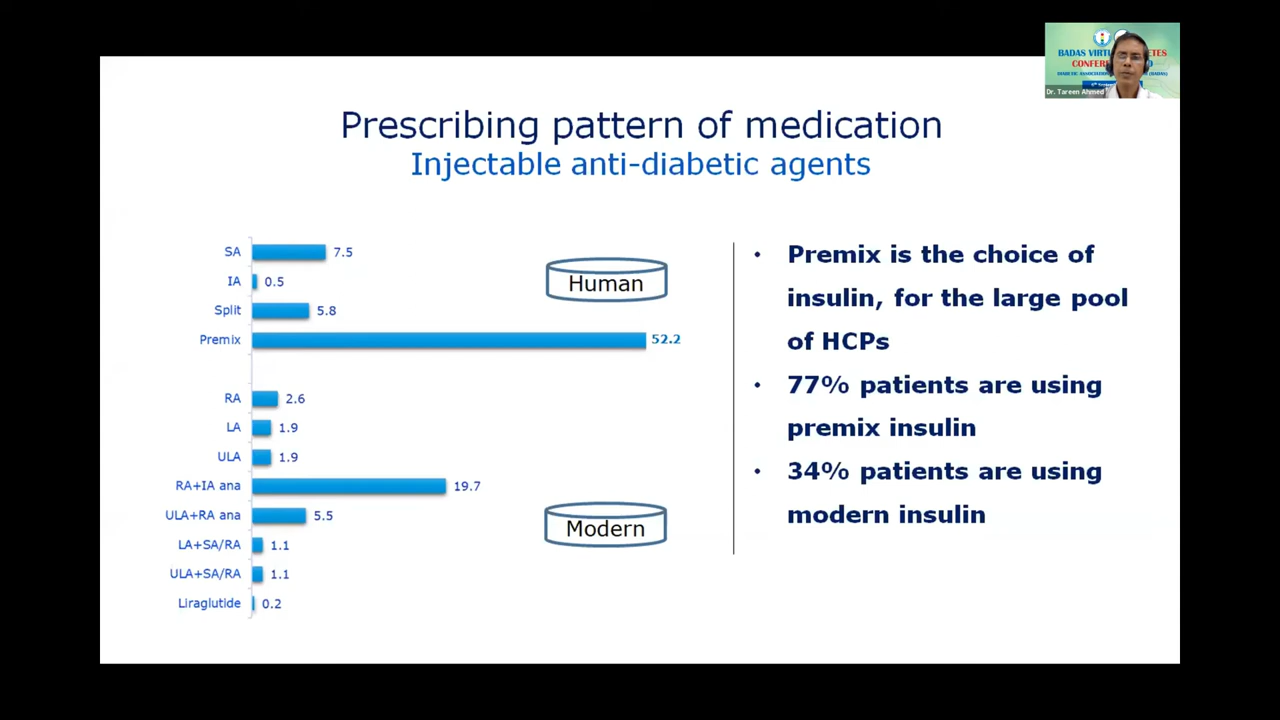 BADAS VIRT
ETES
CONFER
Dr. Tareen Ahmed
Prescribing pattern of medication
Injectable anti-diabetic agents
SA 7.5
IA 0.5
Split 5.8
Premix 52.2
Human
RA 2.6
LA 1.9
ULA 1.9
RA+IA ana 19.7
ULA+RA ana 5.5
LA+SA/RA 1.1
ULA+SA/RA 1.1
Liraglutide 0.2
Modern
• Premix is the choice of
insulin, for the large pool
of HCPs
• 77% patients are using
premix insulin
• 34% patients are using
modern insulin